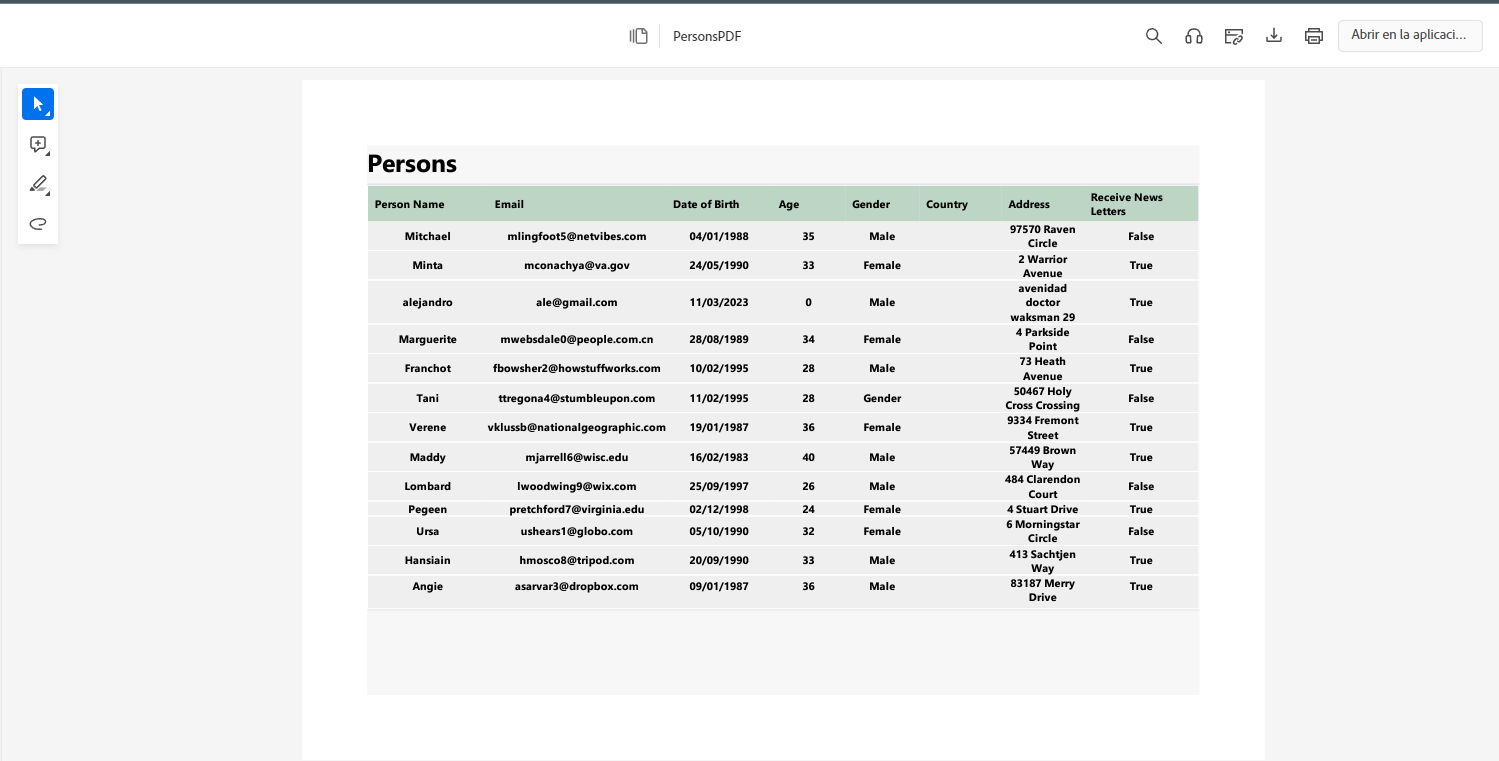 PersonsPDF
Abrir en la aplicaci...
Persons
Person Name Email Date of Birth Age Gender Country Address Receive News Letters
Mitchael mlingfoot5@netvibes.com 04/01/1988 35 Male 97570 Raven Circle False
Minta mconachya@va.gov 24/05/1990 33 Female 2 Warrior Avenue True
alejandro ale@gmail.com 11/03/2023 0 Male avenidad doctor waksman 29 True
Marguerite mwebsdale0@people.com.cn 28/08/1989 34 Female 4 Parkside Point False
Franchot fbowsher2@howstuffworks.com 10/02/1995 28 Male 73 Heath Avenue True
Tani ttregona4@stumbleupon.com 11/02/1995 28 Gender 50467 Holy Cross Crossing False
Verene vklussb@nationalgeographic.com 19/01/1987 36 Female 9334 Fremont Street True
Maddy mjarrell6@wisc.edu 16/02/1983 40 Male 57449 Brown Way True
Lombard lwoodwing9@wix.com 25/09/1997 26 Male 484 Clarendon Court False
Pegeen pretchford7@virginia.edu 02/12/1998 24 Female 4 Stuart Drive True
Ursa ushears1@globo.com 05/10/1990 32 Female 6 Morningstar Circle False
Hansiain hmosco8@tripod.com 20/09/1990 33 Male 413 Sachtjen Way True
Angie asarvar3@dropbox.com 09/01/1987 36 Male 83187 Merry Drive True